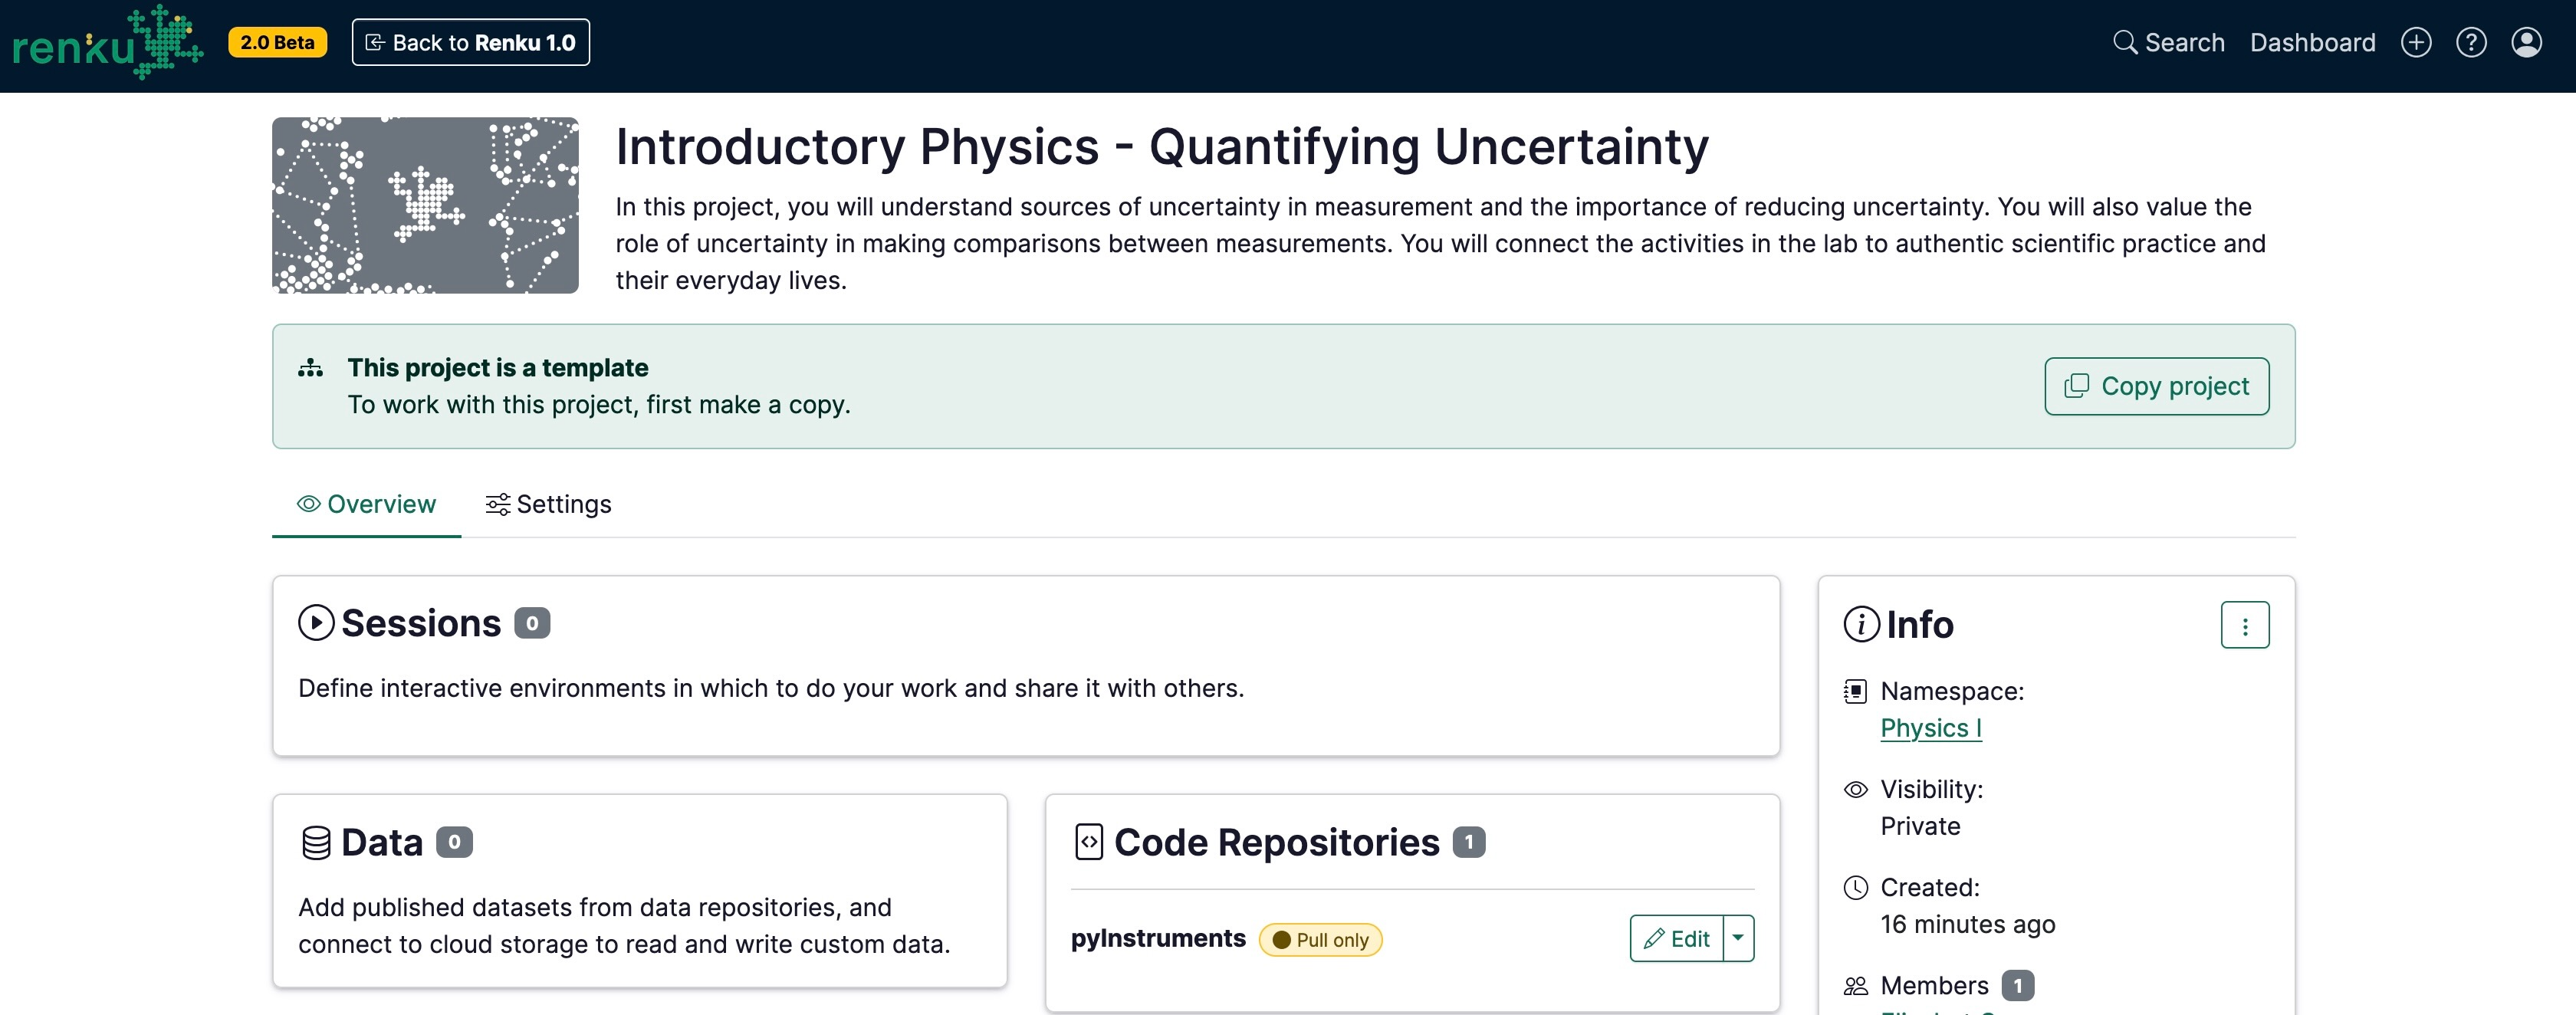 renku
2.0 Beta
Back to Renku 1.0
Search
Dashboard
Introductory Physics - Quantifying Uncertainty
In this project, you will understand sources of uncertainty in measurement and the importance of reducing uncertainty. You will also value the
role of uncertainty in making comparisons between measurements. You will connect the activities in the lab to authentic scientific practice and
their everyday lives.
This project is a template
To work with this project, first make a copy.
Copy project
Overview
Settings
Sessions 0
Define interactive environments in which to do your work and share it with others.
Data 0
Add published datasets from data repositories, and
connect to cloud storage to read and write custom data.
Code Repositories 1
pyInstruments
Pull only
Edit
Info
Namespace:
Physics I
Visibility:
Private
Created:
16 minutes ago
Members 1